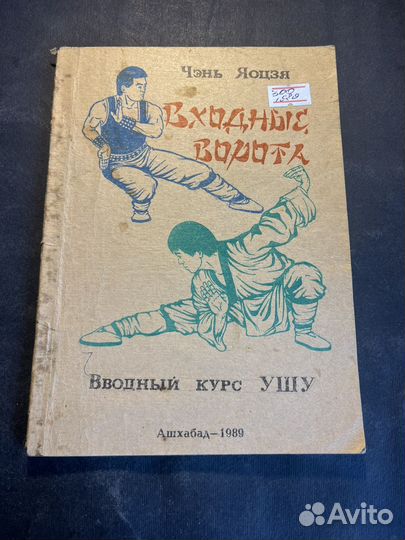 Чэнь Яоцзя
Входные
ворота
Вводный курс УШУ
Ашхабад—1989
Avito